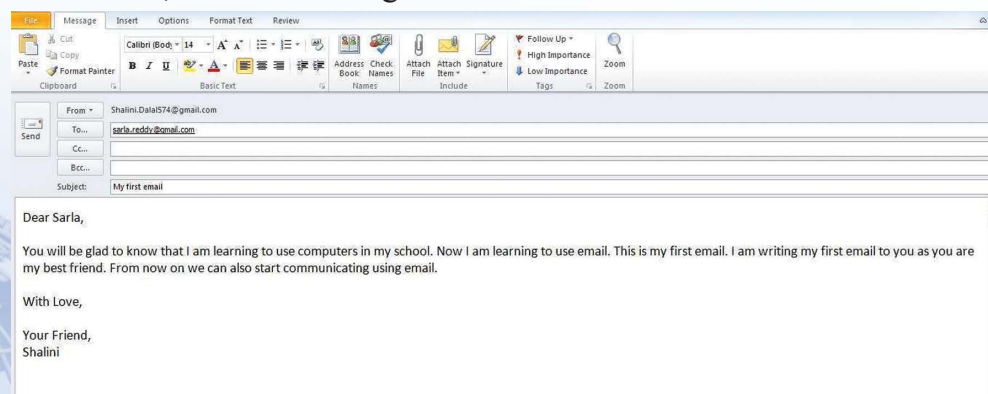 File Message Insert Options Format Text Review
Cut
Copy
Format Painter
Paste
Clipboard
Calibri (Body 14
B I U
Basic Text
Address Book
Check Names
Names
Attach File
Attach Item
Signature
Include
Follow Up
High Importance
Low Importance
Tags
Zoom
Zoom
Send
From Shalini.Dalal574@gmail.com
To... sarla.reddy@gmail.com
Cc...
Bcc...
Subject: My first email
Dear Sarla,
You will be glad to know that I am learning to use computers in my school. Now I am learning to use email. This is my first email. I am writing my first email to you as you are
my best friend. From now on we can also start communicating using email.
With Love,
Your Friend,
Shalini